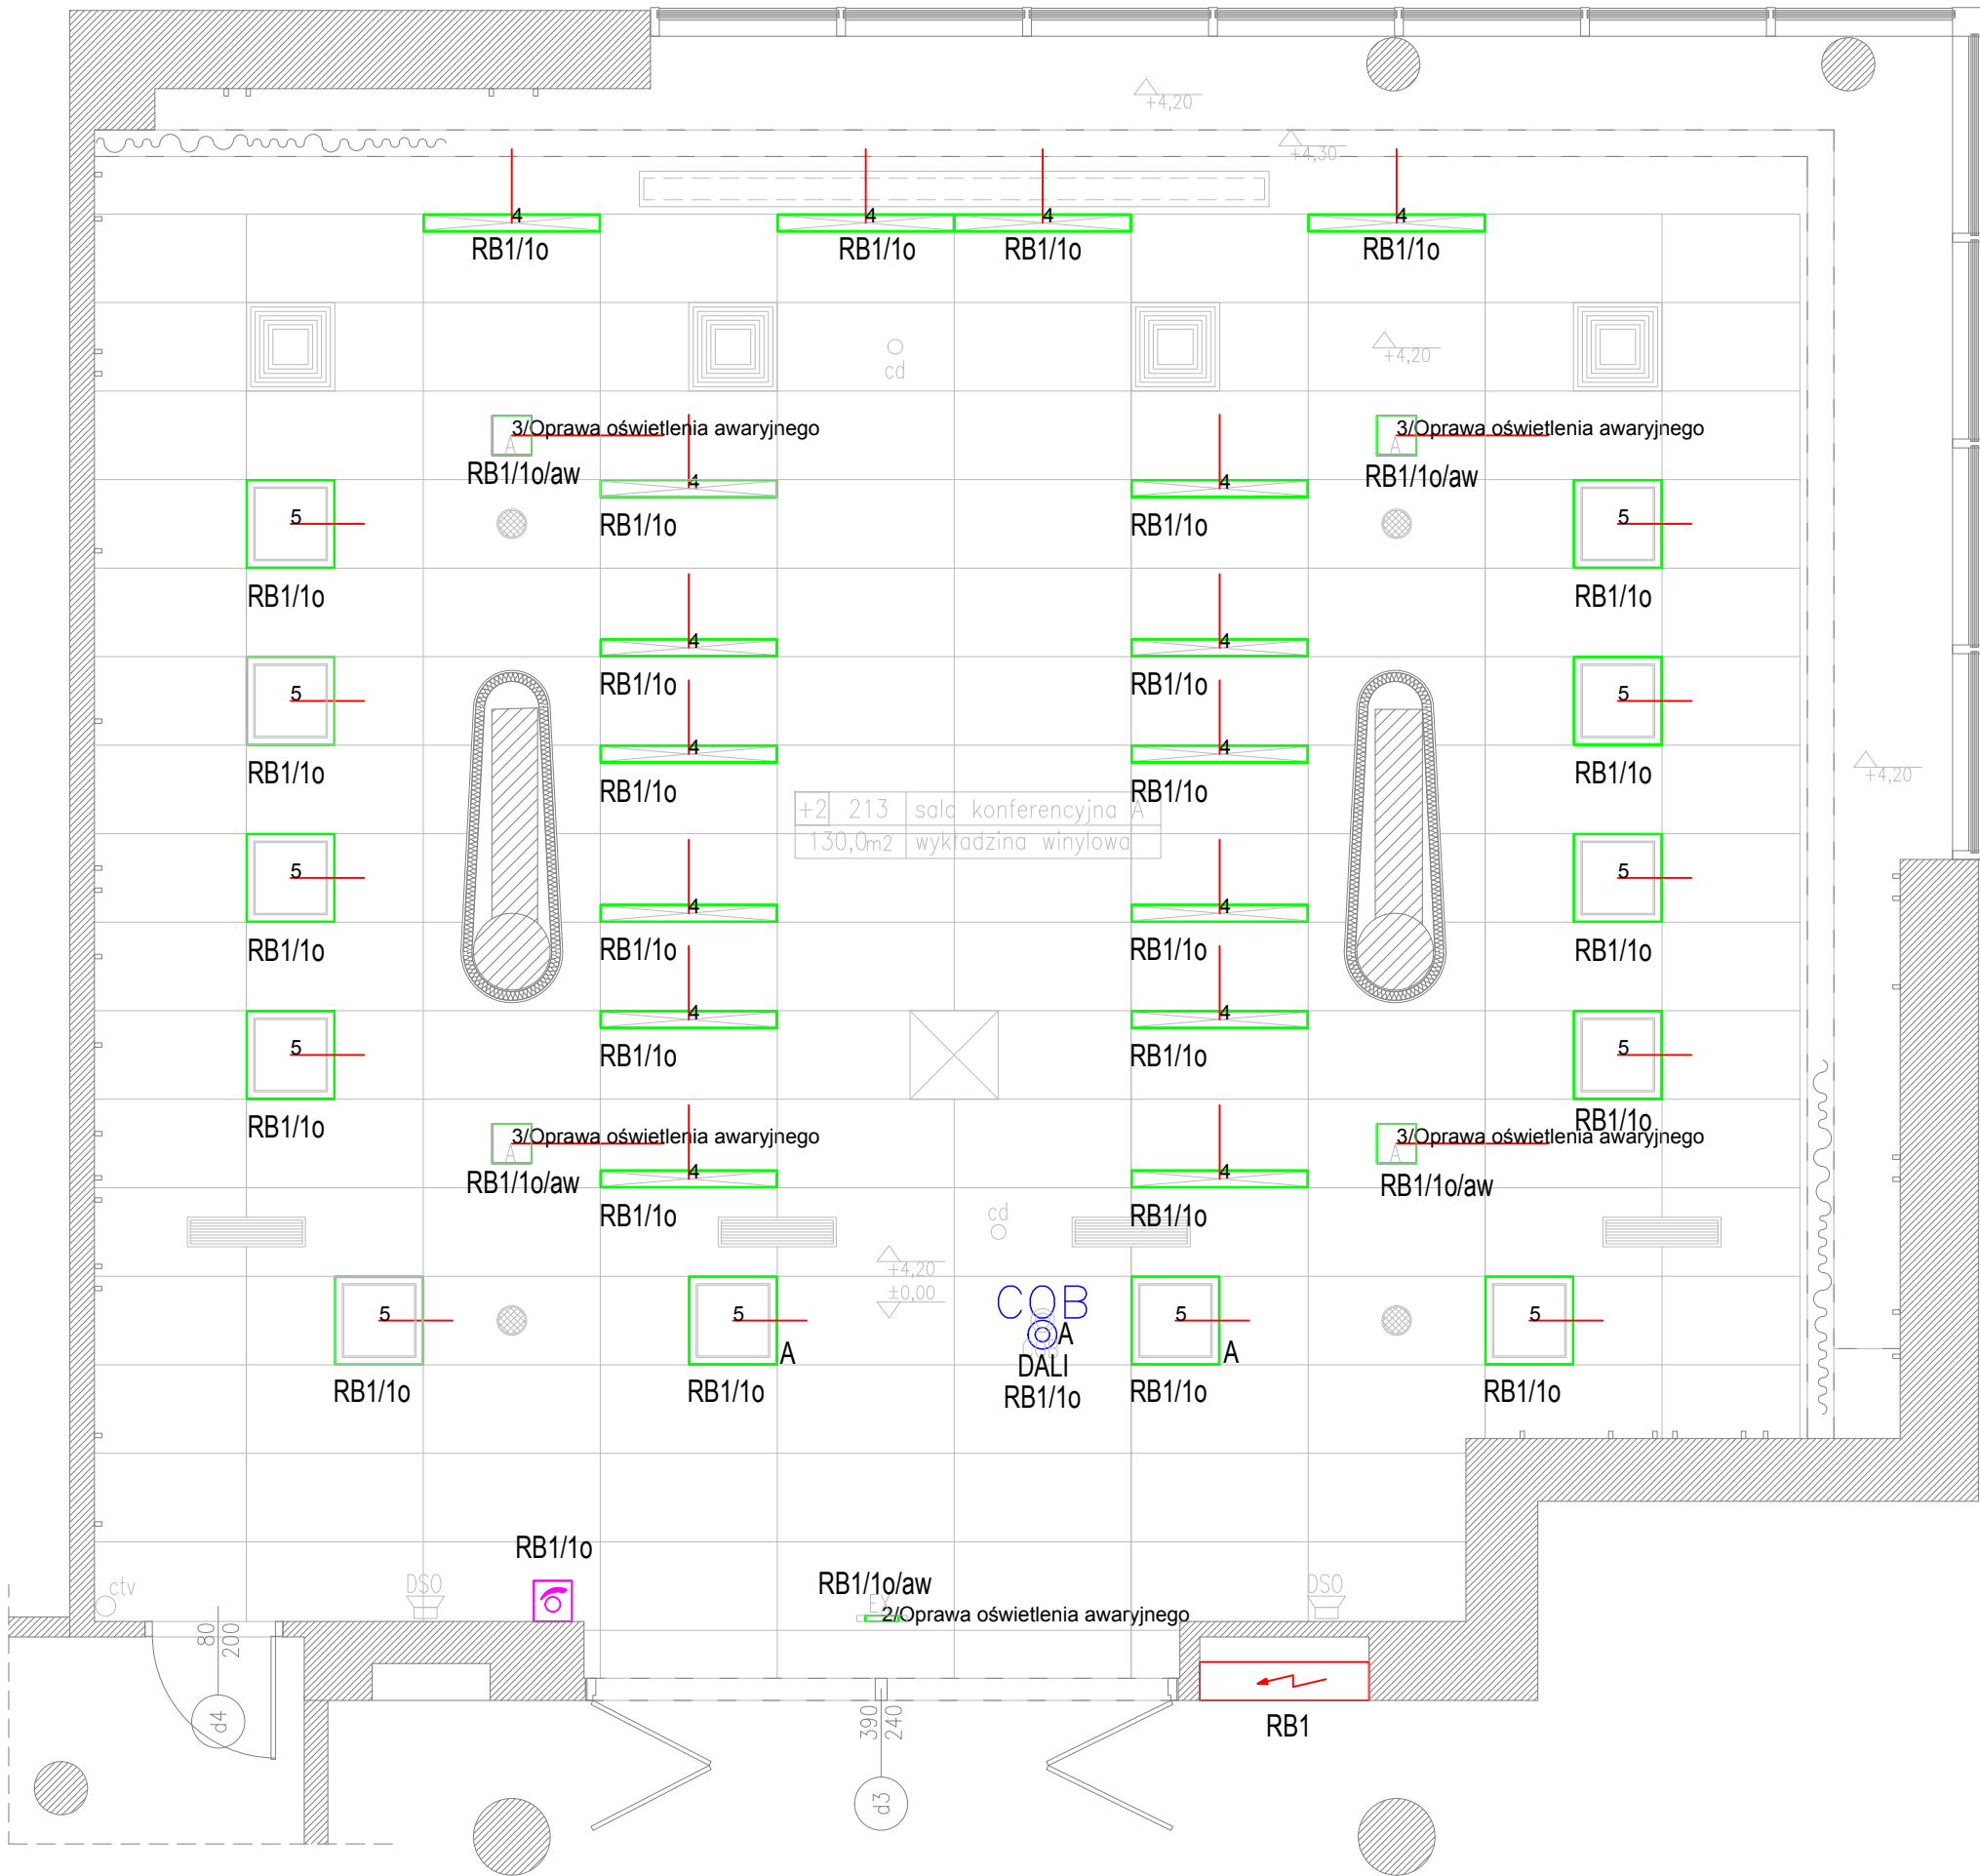 +4,20
+4,30
4 4 4 4
RB1/1o RB1/1o RB1/1o RB1/1o
cd
+4,20
3/Oprawa oświetlenia awaryjnego 3/Oprawa oświetlenia awaryjnego
A A
RB1/1o/aw RB1/1o/aw
4 4
5 5
RB1/1o RB1/1o
RB1/1o RB1/1o
4 4
RB1/1o RB1/1o
5 5
4 4
RB1/1o RB1/1o
RB1/1o RB1/1o
+4,20
+2 213 sala konferencyjna A
130,0m2 wykładzina winylowa
5 5
4 4
RB1/1o RB1/1o RB1/1o RB1/1o
4 4
5 5
RB1/1o RB1/1o
RB1/1o RB1/1o
3/Oprawa oświetlenia awaryjnego 3/Oprawa oświetlenia awaryjnego
A A
4 4
RB1/1o/aw RB1/1o/aw
RB1/1o RB1/1o
cd
+4,20
±0,00
COB
5 5 5 5
A
A A
DALI
RB1/1o RB1/1o RB1/1o RB1/1o RB1/1o
RB1/1o
ctv DSO RB1/1o/aw DSO
2/Oprawa oświetlenia awaryjnego
80
200
d4
390
240
d3
RB1